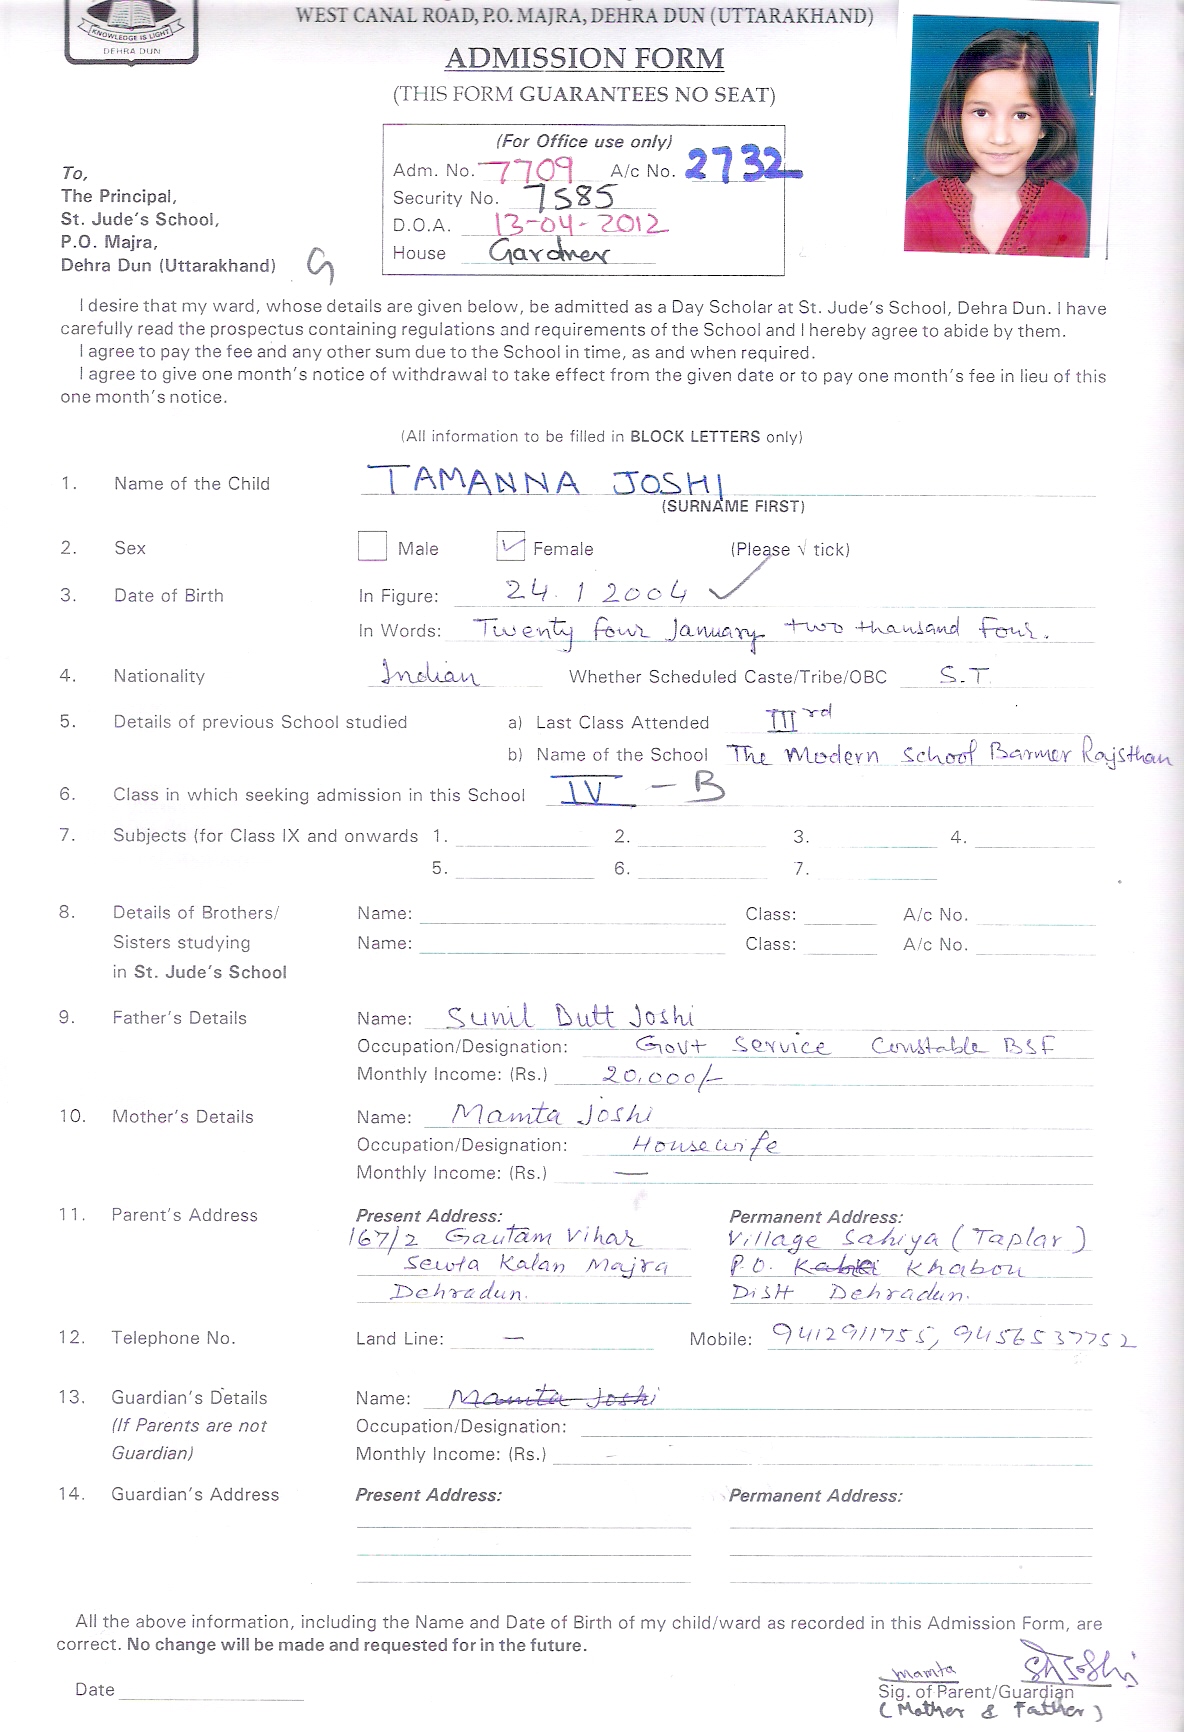 KNOWLEDGE IS LIGHT
DEHRA DUN
WEST CANAL ROAD, P.O. MAJRA, DEHRA DUN (UTTARAKHAND)
ADMISSION FORM
(THIS FORM GUARANTEES NO SEAT)
(For Office use only)
Adm. No. 7709 A/c No. 2732
Security No. 7585
D.O.A. 13-04-2012
House Gardner
To,
The Principal,
St. Jude's School,
P.O. Majra,
Dehra Dun (Uttarakhand) G
I desire that my ward, whose details are given below, be admitted as a Day Scholar at St. Jude's School, Dehra Dun. I have
carefully read the prospectus containing regulations and requirements of the School and I hereby agree to abide by them.
I agree to pay the fee and any other sum due to the School in time, as and when required.
I agree to give one month's notice of withdrawal to take effect from the given date or to pay one month's fee in lieu of this
one month's notice.
(All information to be filled in BLOCK LETTERS only)
1. Name of the Child TAMANNA JOSHI
(SURNAME FIRST)
2. Sex Male ✓ Female (Please √ tick)
3. Date of Birth In Figure: 24.1 2004 ✓
In Words: Twenty four January two thausand Four.
4. Nationality Indian Whether Scheduled Caste/Tribe/OBC S.T
5. Details of previous School studied a) Last Class Attended IIIrd
b) Name of the School The Modern School Barmer Rajsthan
6. Class in which seeking admission in this School IV - B
7. Subjects (for Class IX and onwards 1. 2. 3. 4.
5. 6. 7.
8. Details of Brothers/ Name: Class: A/c No.
Sisters studying Name: Class: A/c No.
in St. Jude's School
9. Father's Details Name: Sunil Dutt Joshi
Occupation/Designation: Govt Service Constable BSF
Monthly Income: (Rs.) 20,000/-
10. Mother's Details Name: Mamta Joshi
Occupation/Designation: Housewife
Monthly Income: (Rs.) —
11. Parent's Address Present Address: Permanent Address:
167/2 Gautam Vihar Village Sahiya (Taplar)
Sewla Kalan Majra P.O. Khabou
Dehradun. Distt Dehradun.
12. Telephone No. Land Line: — Mobile: 9412911755, 9456537752
13. Guardian's Details Name: Mamta Joshi
(If Parents are not Occupation/Designation:
Guardian) Monthly Income: (Rs.) -
14. Guardian's Address Present Address: Permanent Address:
All the above information, including the Name and Date of Birth of my child/ward as recorded in this Admission Form, are
correct. No change will be made and requested for in the future.
Mamta SDJoshi
Date Sig. of Parent/Guardian
(Mother & Father)